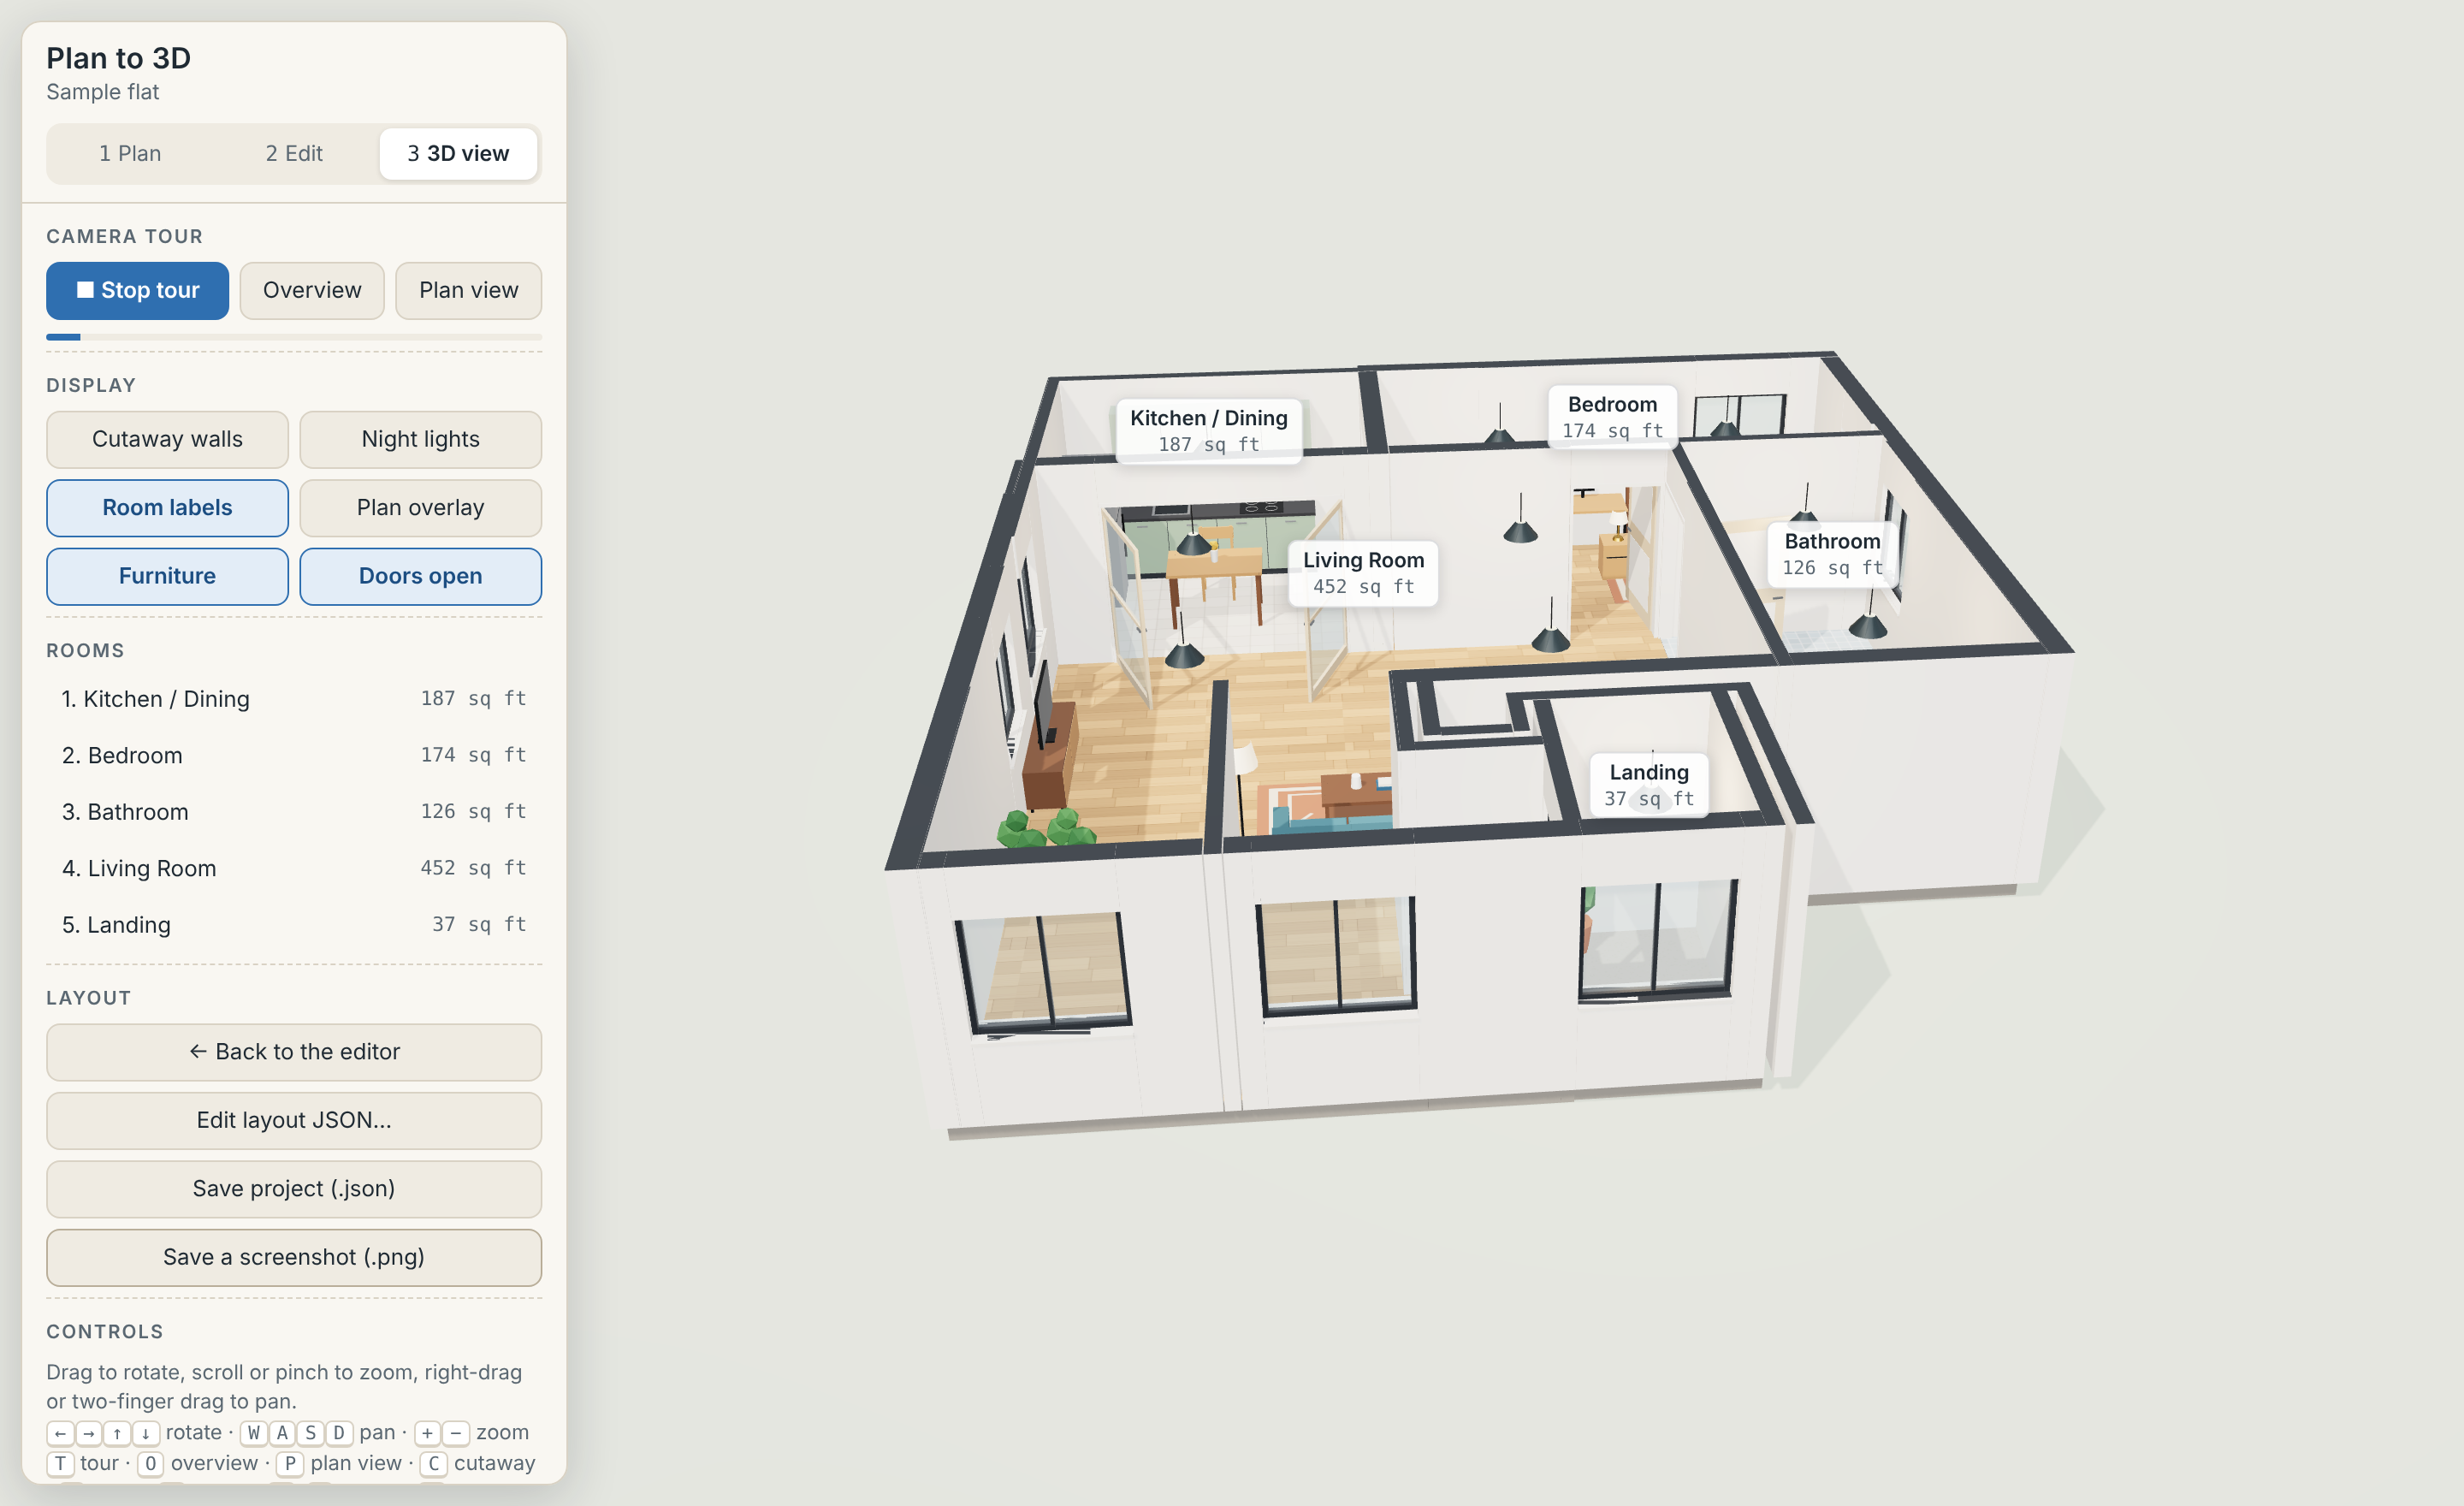 Plan to 3D
Sample flat
1 Plan
2 Edit
3 3D view
CAMERA TOUR
Stop tour
Overview
Plan view
DISPLAY
Cutaway walls
Night lights
Room labels
Plan overlay
Furniture
Doors open
ROOMS
1. Kitchen / Dining 187 sq ft
2. Bedroom 174 sq ft
3. Bathroom 126 sq ft
4. Living Room 452 sq ft
5. Landing 37 sq ft
LAYOUT
← Back to the editor
Edit layout JSON...
Save project (.json)
Save a screenshot (.png)
CONTROLS
Drag to rotate, scroll or pinch to zoom, right-drag
or two-finger drag to pan.
← → ↑ ↓ rotate · W A S D pan · + − zoom
T tour · O overview · P plan view · C cutaway
Kitchen / Dining
187 sq ft
Bedroom
174 sq ft
Living Room
452 sq ft
Bathroom
126 sq ft
Landing
37 sq ft